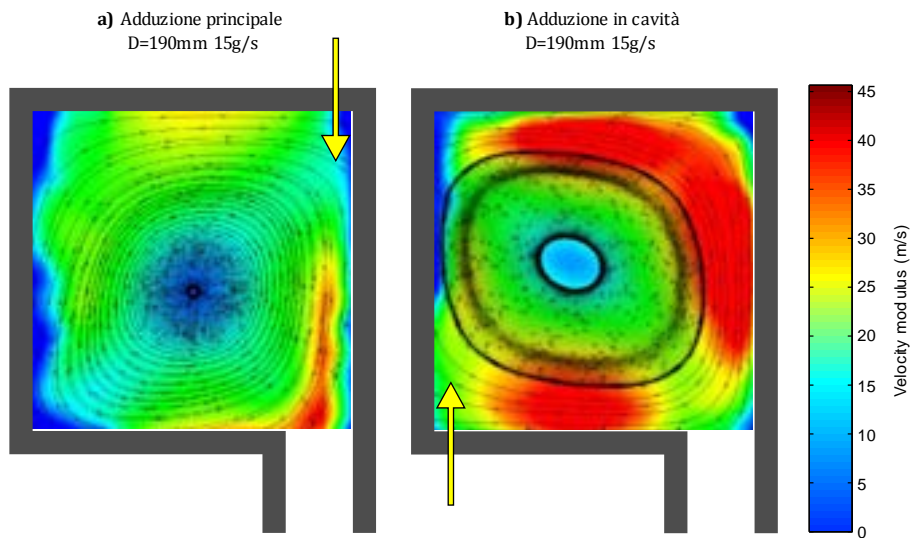 a) Adduzione principale
D=190mm 15g/s
b) Adduzione in cavità
D=190mm 15g/s
45
40
35
30
25
20
15
10
5
0
Velocity modulus (m/s)